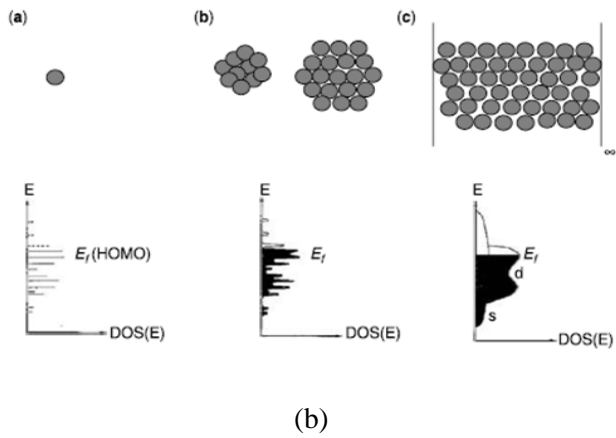 (a)
(b)
(c)
∞
E
E
E
E_f (HOMO)
E_f
E_f
d
s
DOS(E)
DOS(E)
DOS(E)
(b)